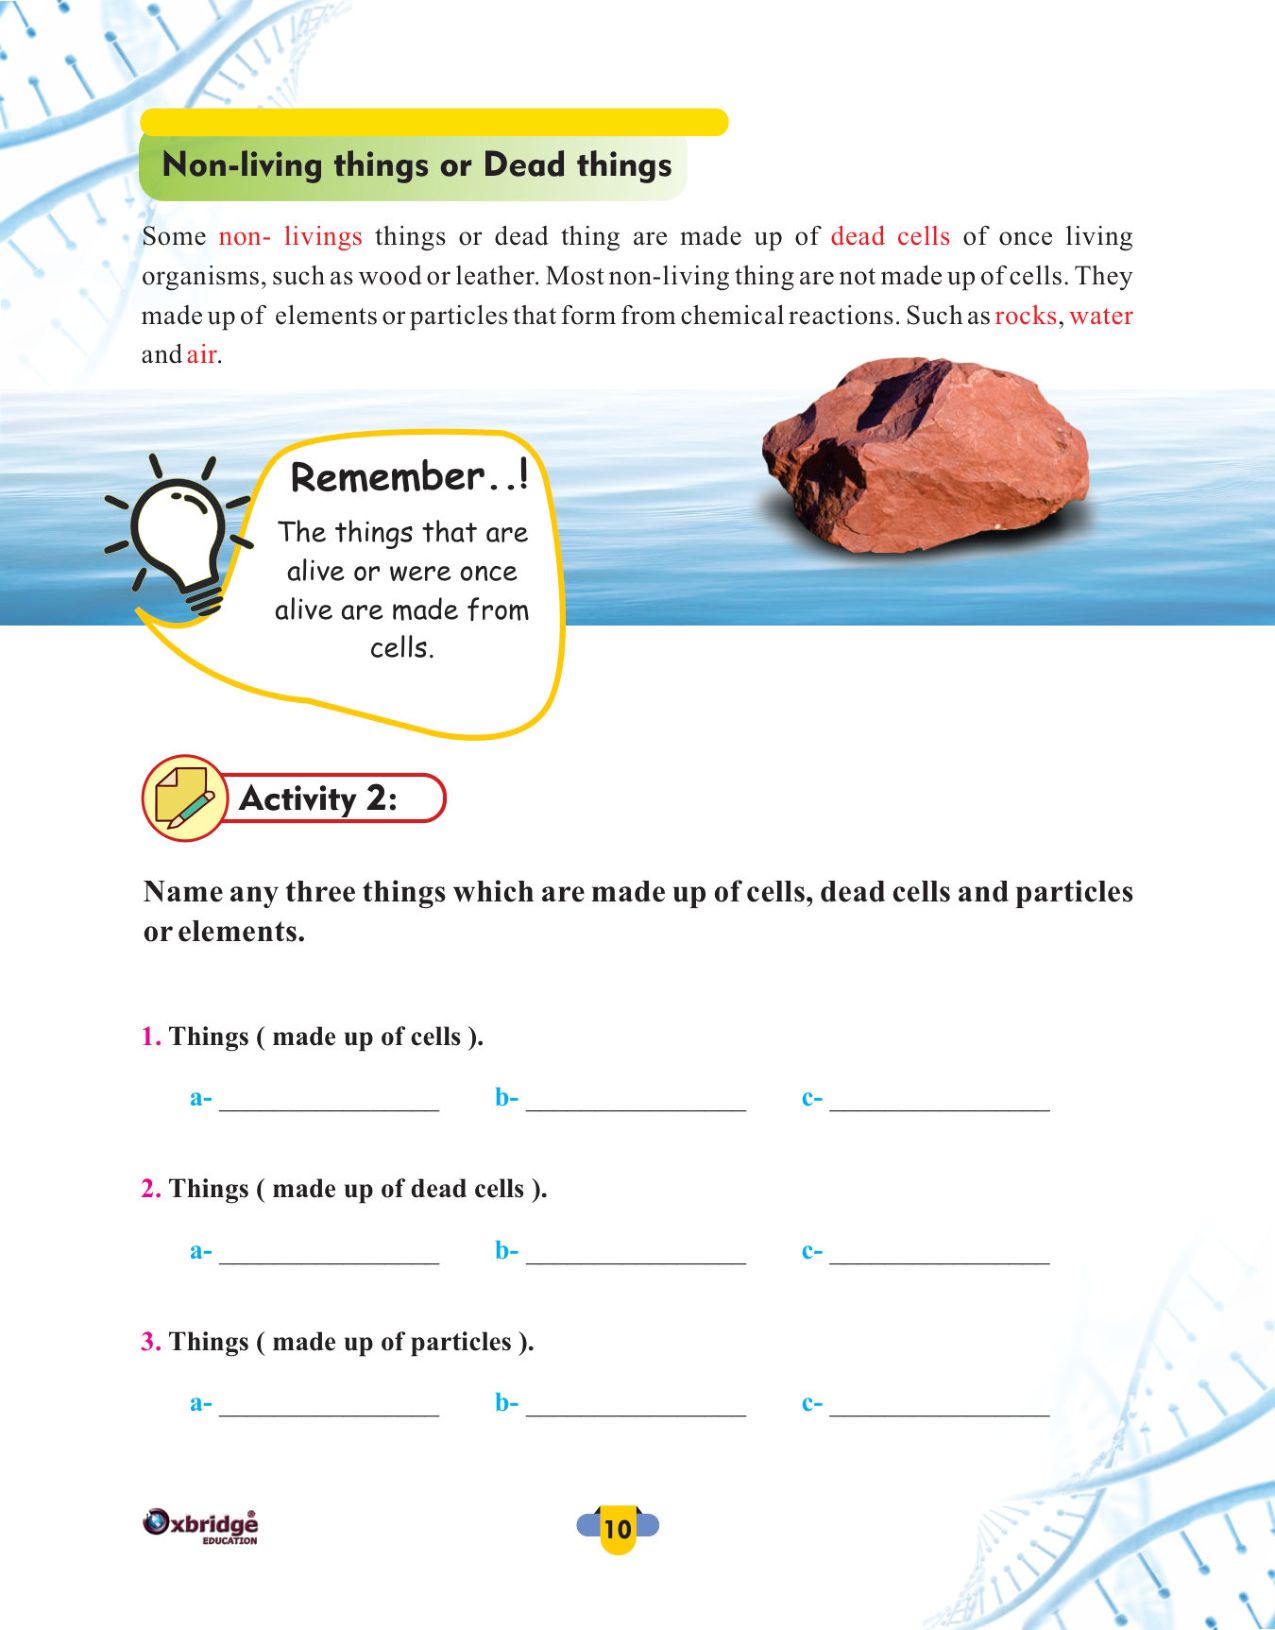 Non-living things or Dead things
Some non- livings things or dead thing are made up of dead cells of once living
organisms, such as wood or leather. Most non-living thing are not made up of cells. They
made up of elements or particles that form from chemical reactions. Such as rocks, water
and air.
Remember..!
The things that are
alive or were once
alive are made from
cells.
Activity 2:
Name any three things which are made up of cells, dead cells and particles
or elements.
1. Things ( made up of cells ).
a- ________________ b- ________________ c- ________________
2. Things ( made up of dead cells ).
a- ________________ b- ________________ c- ________________
3. Things ( made up of particles ).
a- ________________ b- ________________ c- ________________
Oxbridge®
EDUCATION
10